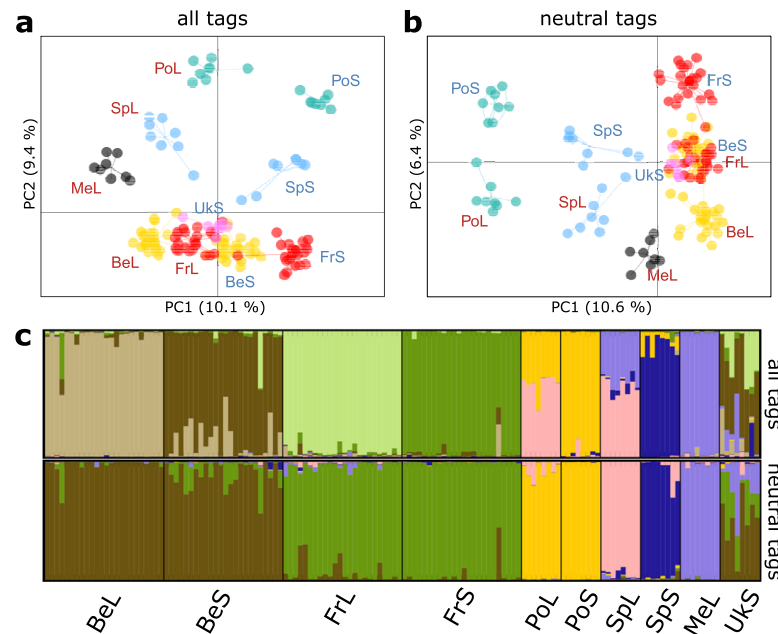 a
all tags
b
neutral tags
PoL
PoS
SpL
MeL
SpS
UkS
BeL
FrL
BeS
FrS
PC2 (9.4 %)
PC1 (10.1 %)
PoS
FrS
SpS
BeS
FrL
SpL
PoL
BeL
MeL
PC2 (6.4 %)
PC1 (10.6 %)
c
all tags
neutral tags
BeL
BeS
FrL
FrS
PoL
PoS
SpL
SpS
MeL
UkS